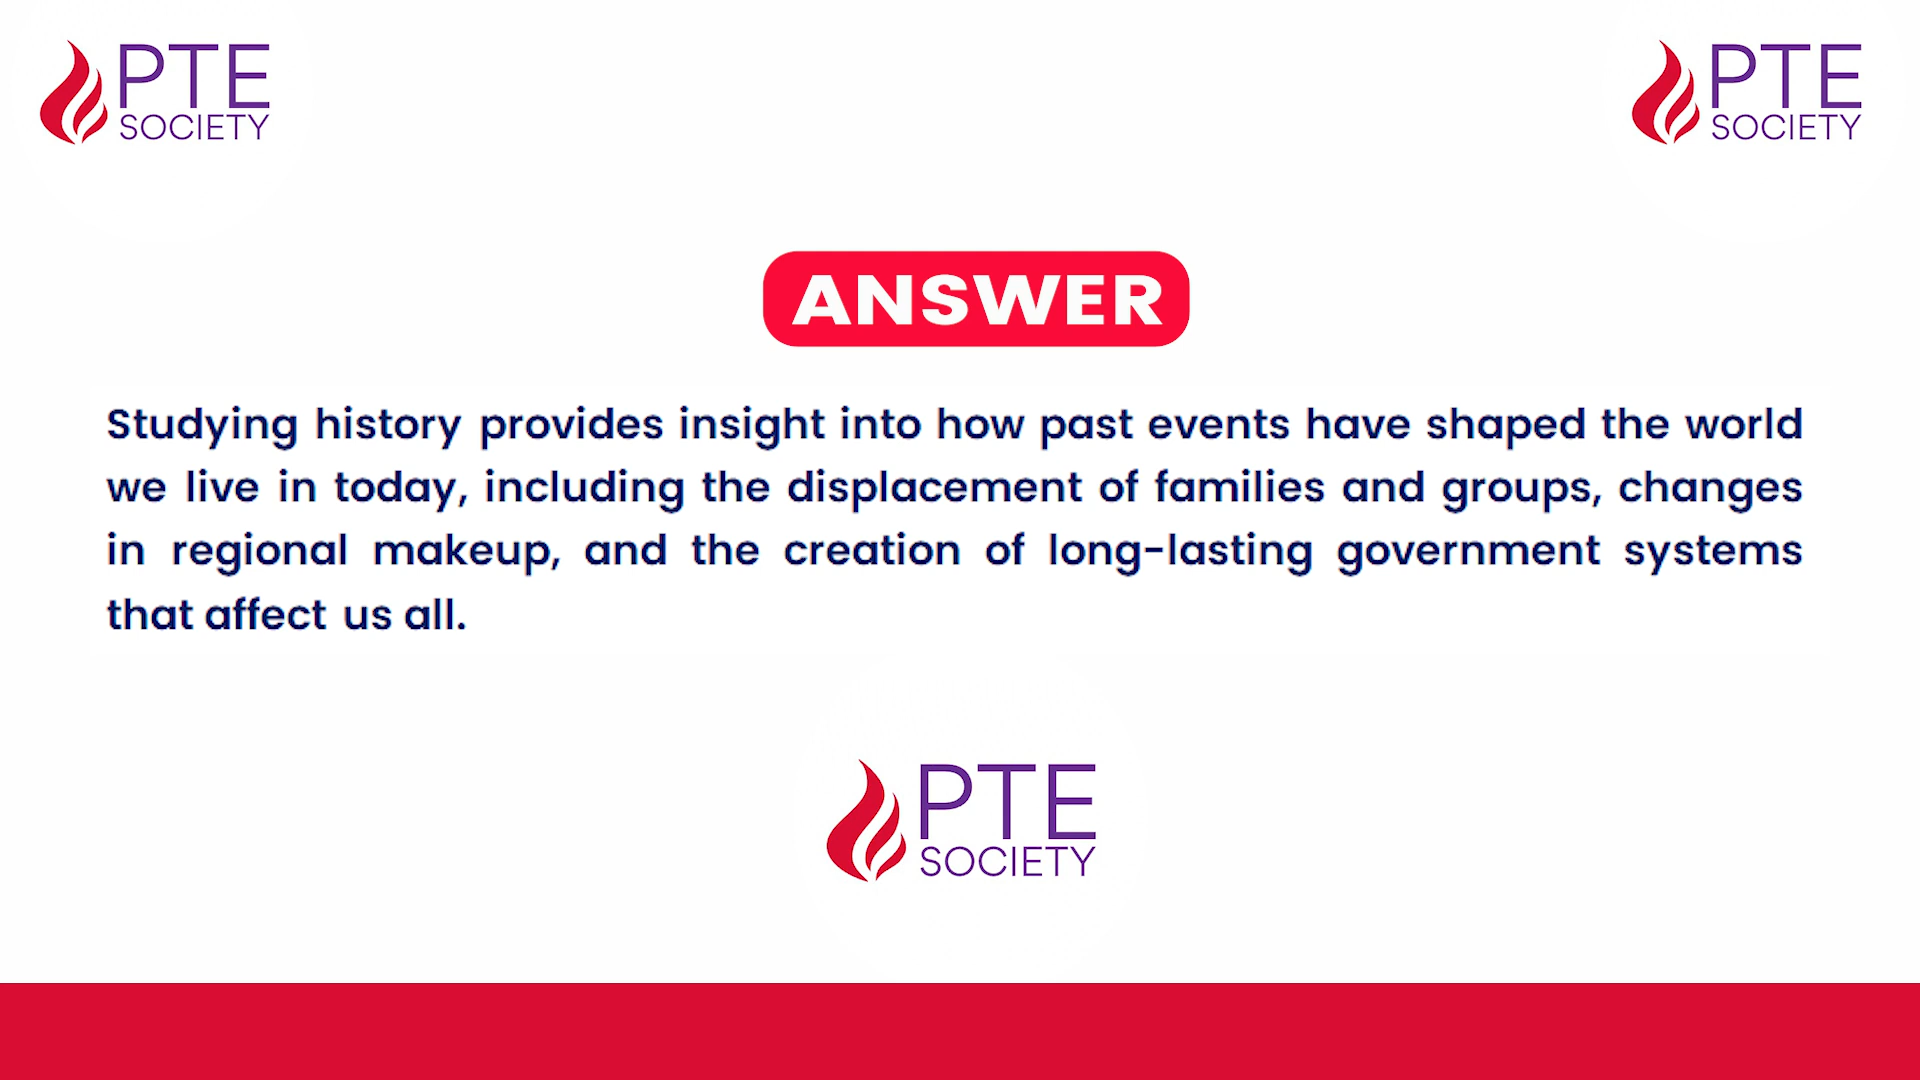 PTE
SOCIETY
PTE
SOCIETY
ANSWER
Studying history provides insight into how past events have shaped the world
we live in today, including the displacement of families and groups, changes
in regional makeup, and the creation of long-lasting government systems
that affect us all.
PTE
SOCIETY